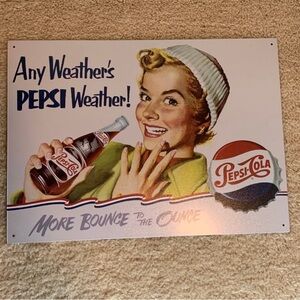 Any Weather's
PEPSI Weather!
Pepsi-Cola
PEPSI-COLA
MORE BOUNCE TO THE OUNCE